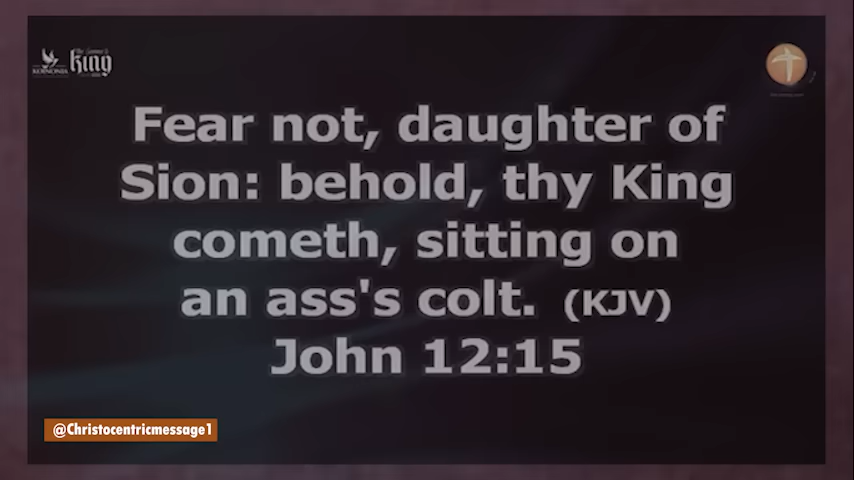 KOINONIA
King
Fear not, daughter of
Sion: behold, thy King
cometh, sitting on
an ass's colt. (KJV)
John 12:15
@Christocentricmessage1